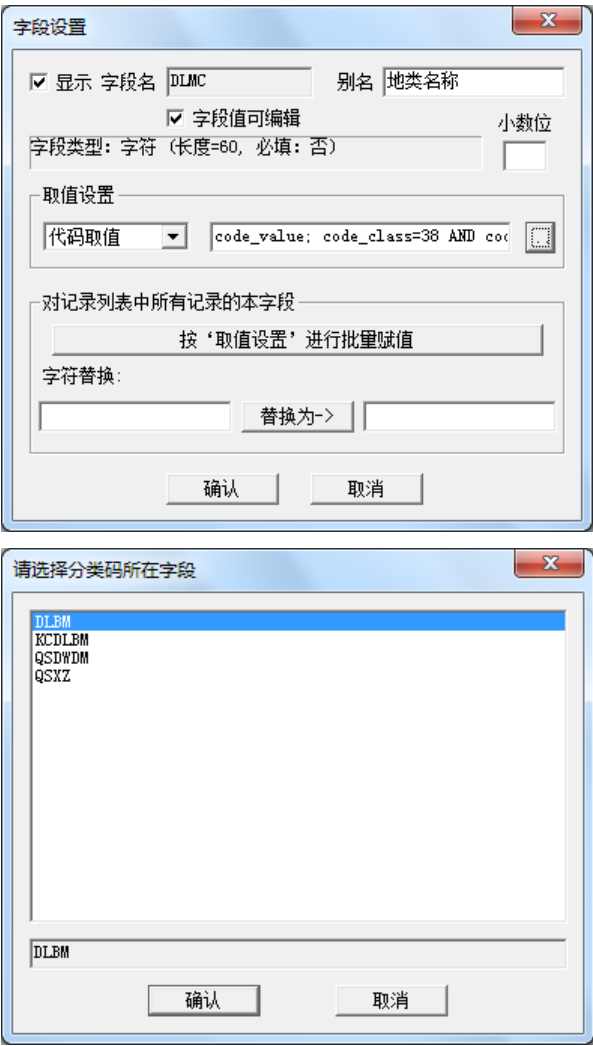 字段设置
显示 字段名 DLMC 别名 地类名称
字段值可编辑
小数位
字段类型: 字符 (长度=60, 必填: 否)
取值设置
代码取值 code_value; code_class=38 AND co
对记录列表中所有记录的本字段
按‘取值设置’进行批量赋值
字符替换:
替换为->
确认 取消
请选择分类码所在字段
DLBM
KCDLBM
QSDWDM
QSXZ
DLBM
确认 取消